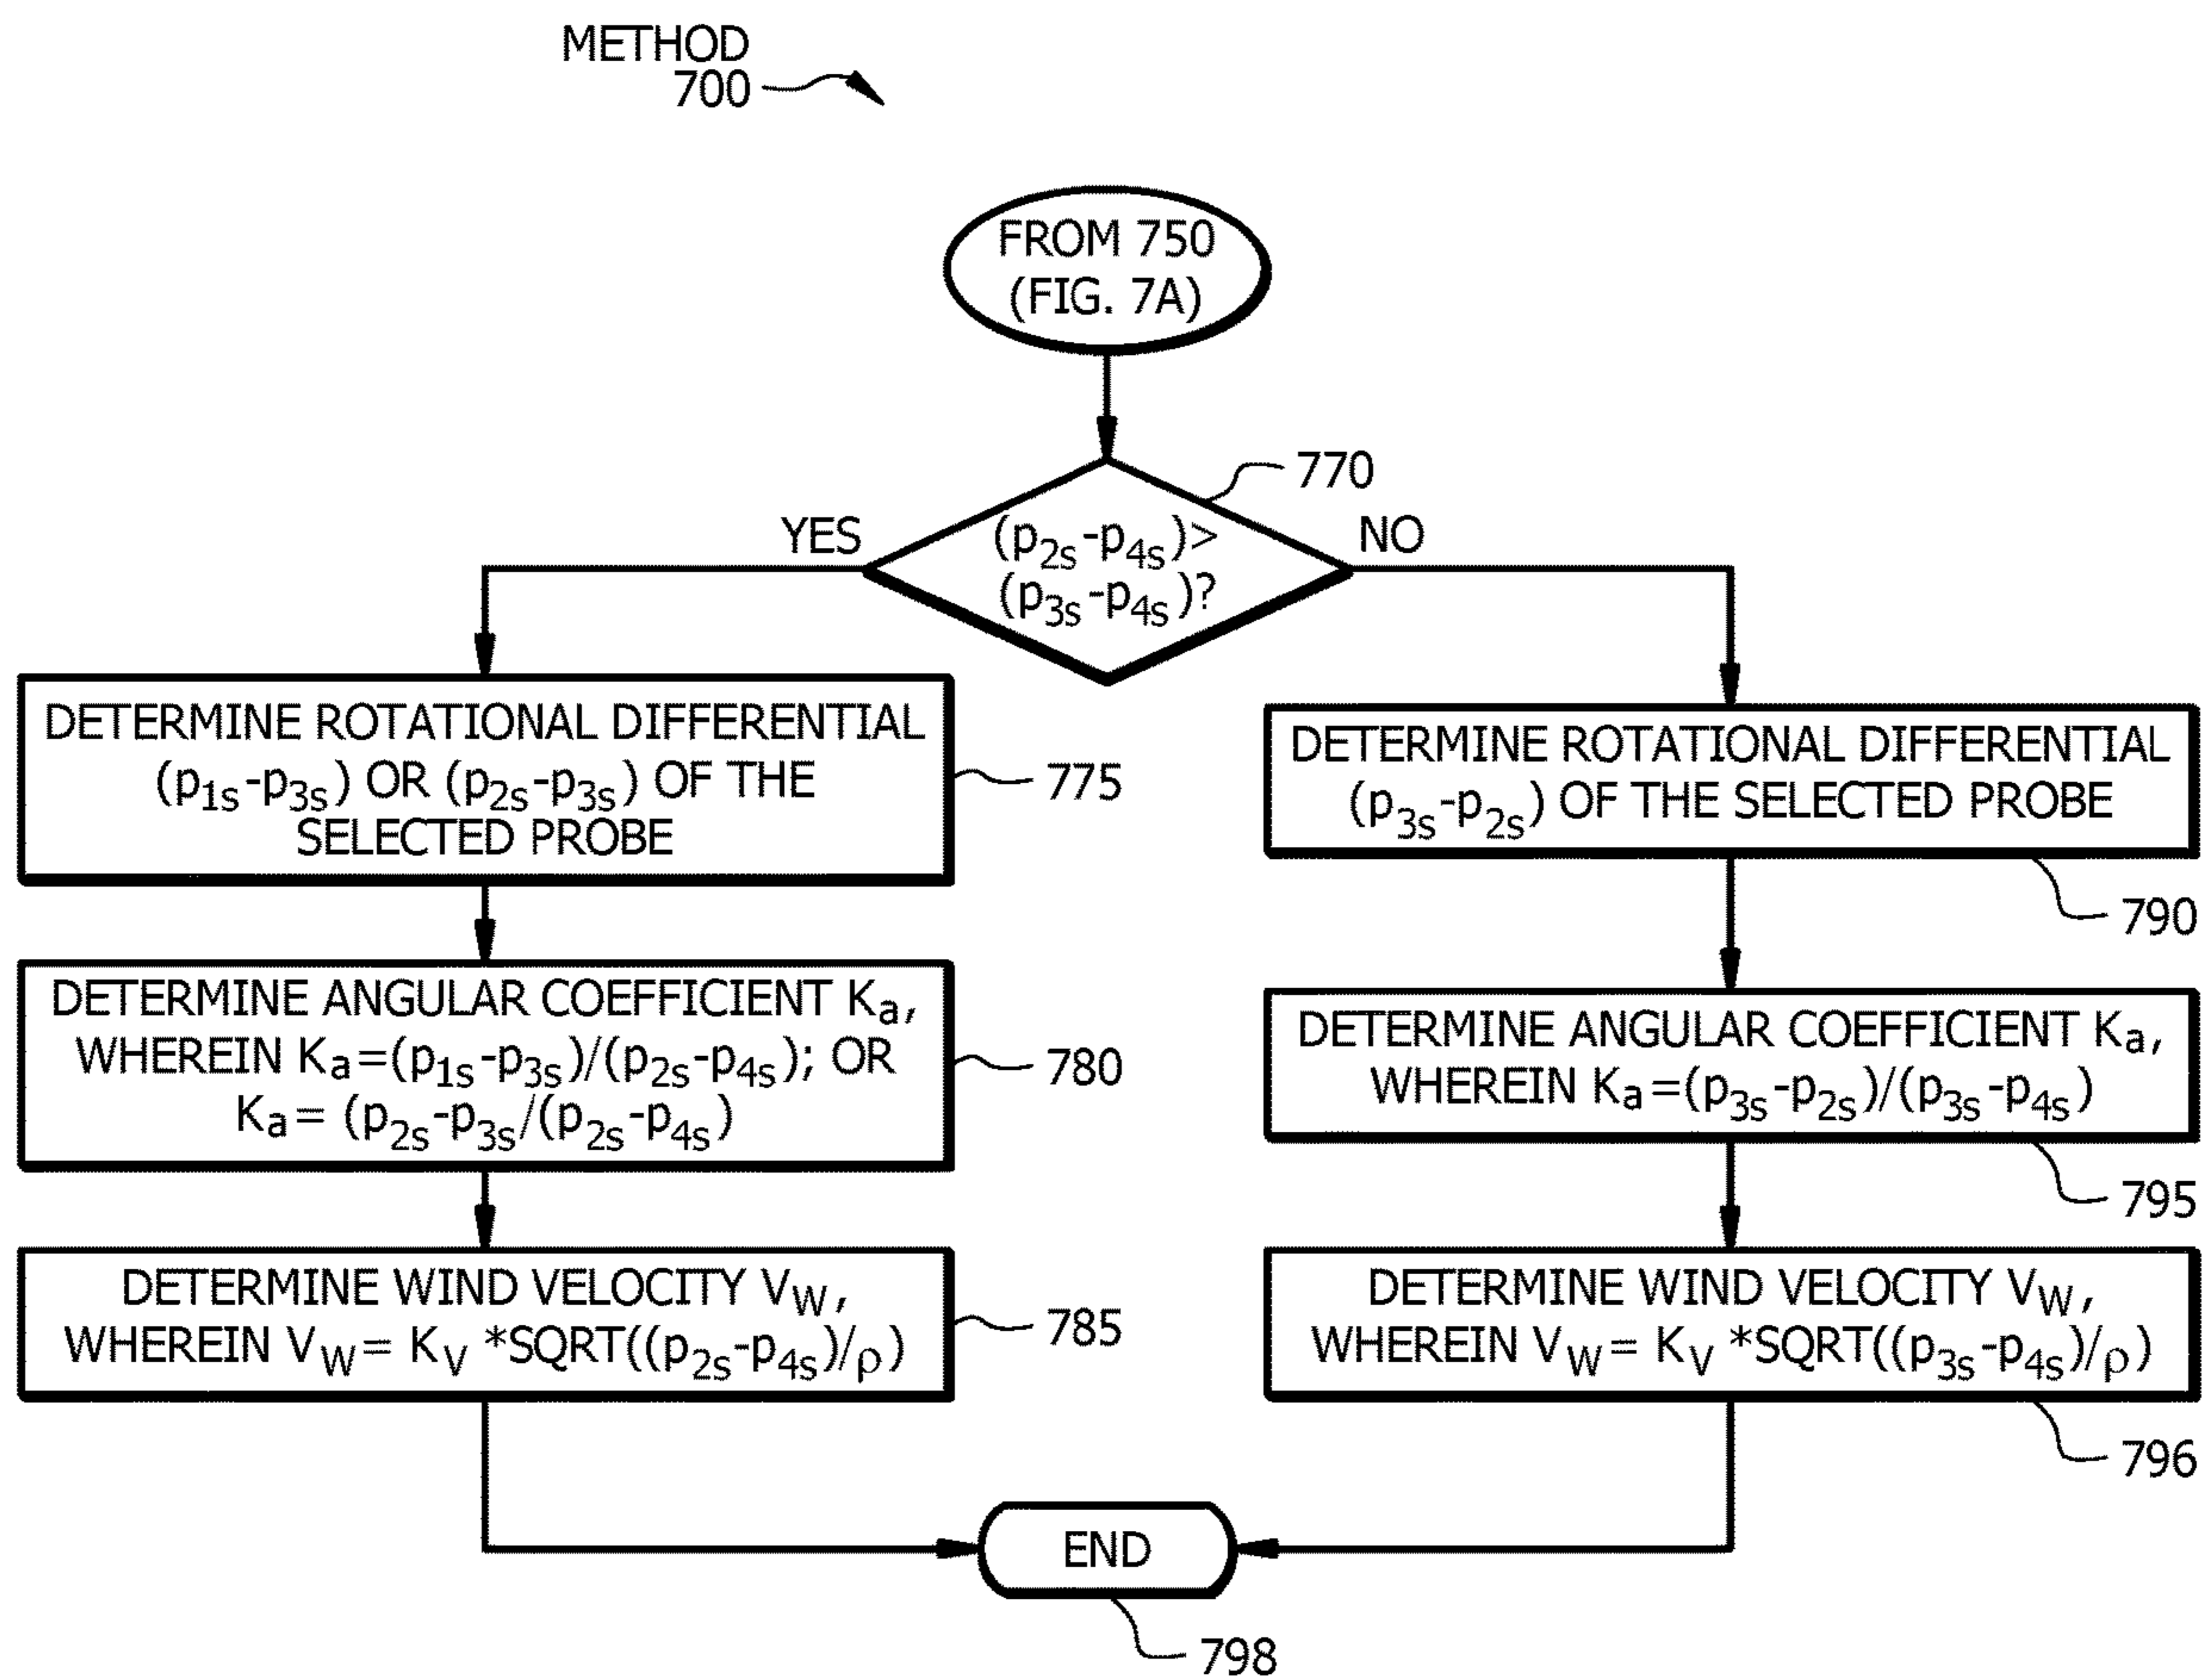 METHOD
700
FROM 750
(FIG. 7A)
770
YES
(p2s-p4s)>
(p3s-p4s)?
NO
DETERMINE ROTATIONAL DIFFERENTIAL
(p1s-p3s) OR (p2s-p3s) OF THE
SELECTED PROBE
775
DETERMINE ROTATIONAL DIFFERENTIAL
(p3s-p2s) OF THE SELECTED PROBE
790
DETERMINE ANGULAR COEFFICIENT Ka,
WHEREIN Ka=(p1s-p3s)/(p2s-p4s); OR
Ka= (p2s-p3s/(p2s-p4s)
780
DETERMINE ANGULAR COEFFICIENT Ka,
WHEREIN Ka=(p3s-p2s)/(p3s-p4s)
795
DETERMINE WIND VELOCITY VW,
WHEREIN VW= KV *SQRT((p2s-p4s)/ρ)
785
DETERMINE WIND VELOCITY VW,
WHEREIN VW= KV *SQRT((p3s-p4s)/ρ)
796
END
798